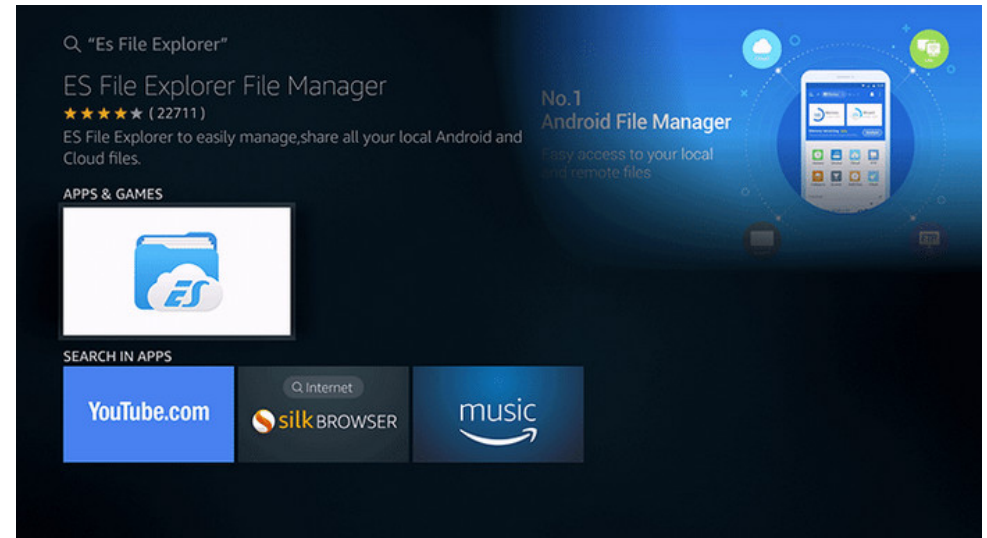 “Es File Explorer”
ES File Explorer File Manager
(22711)
ES File Explorer to easily manage,share all your local Android and
Cloud files.
No.1
Android File Manager
Easy access to your local
and remote files
APPS & GAMES
ES
SEARCH IN APPS
YouTube.com
Internet
silk BROWSER
music
FTP